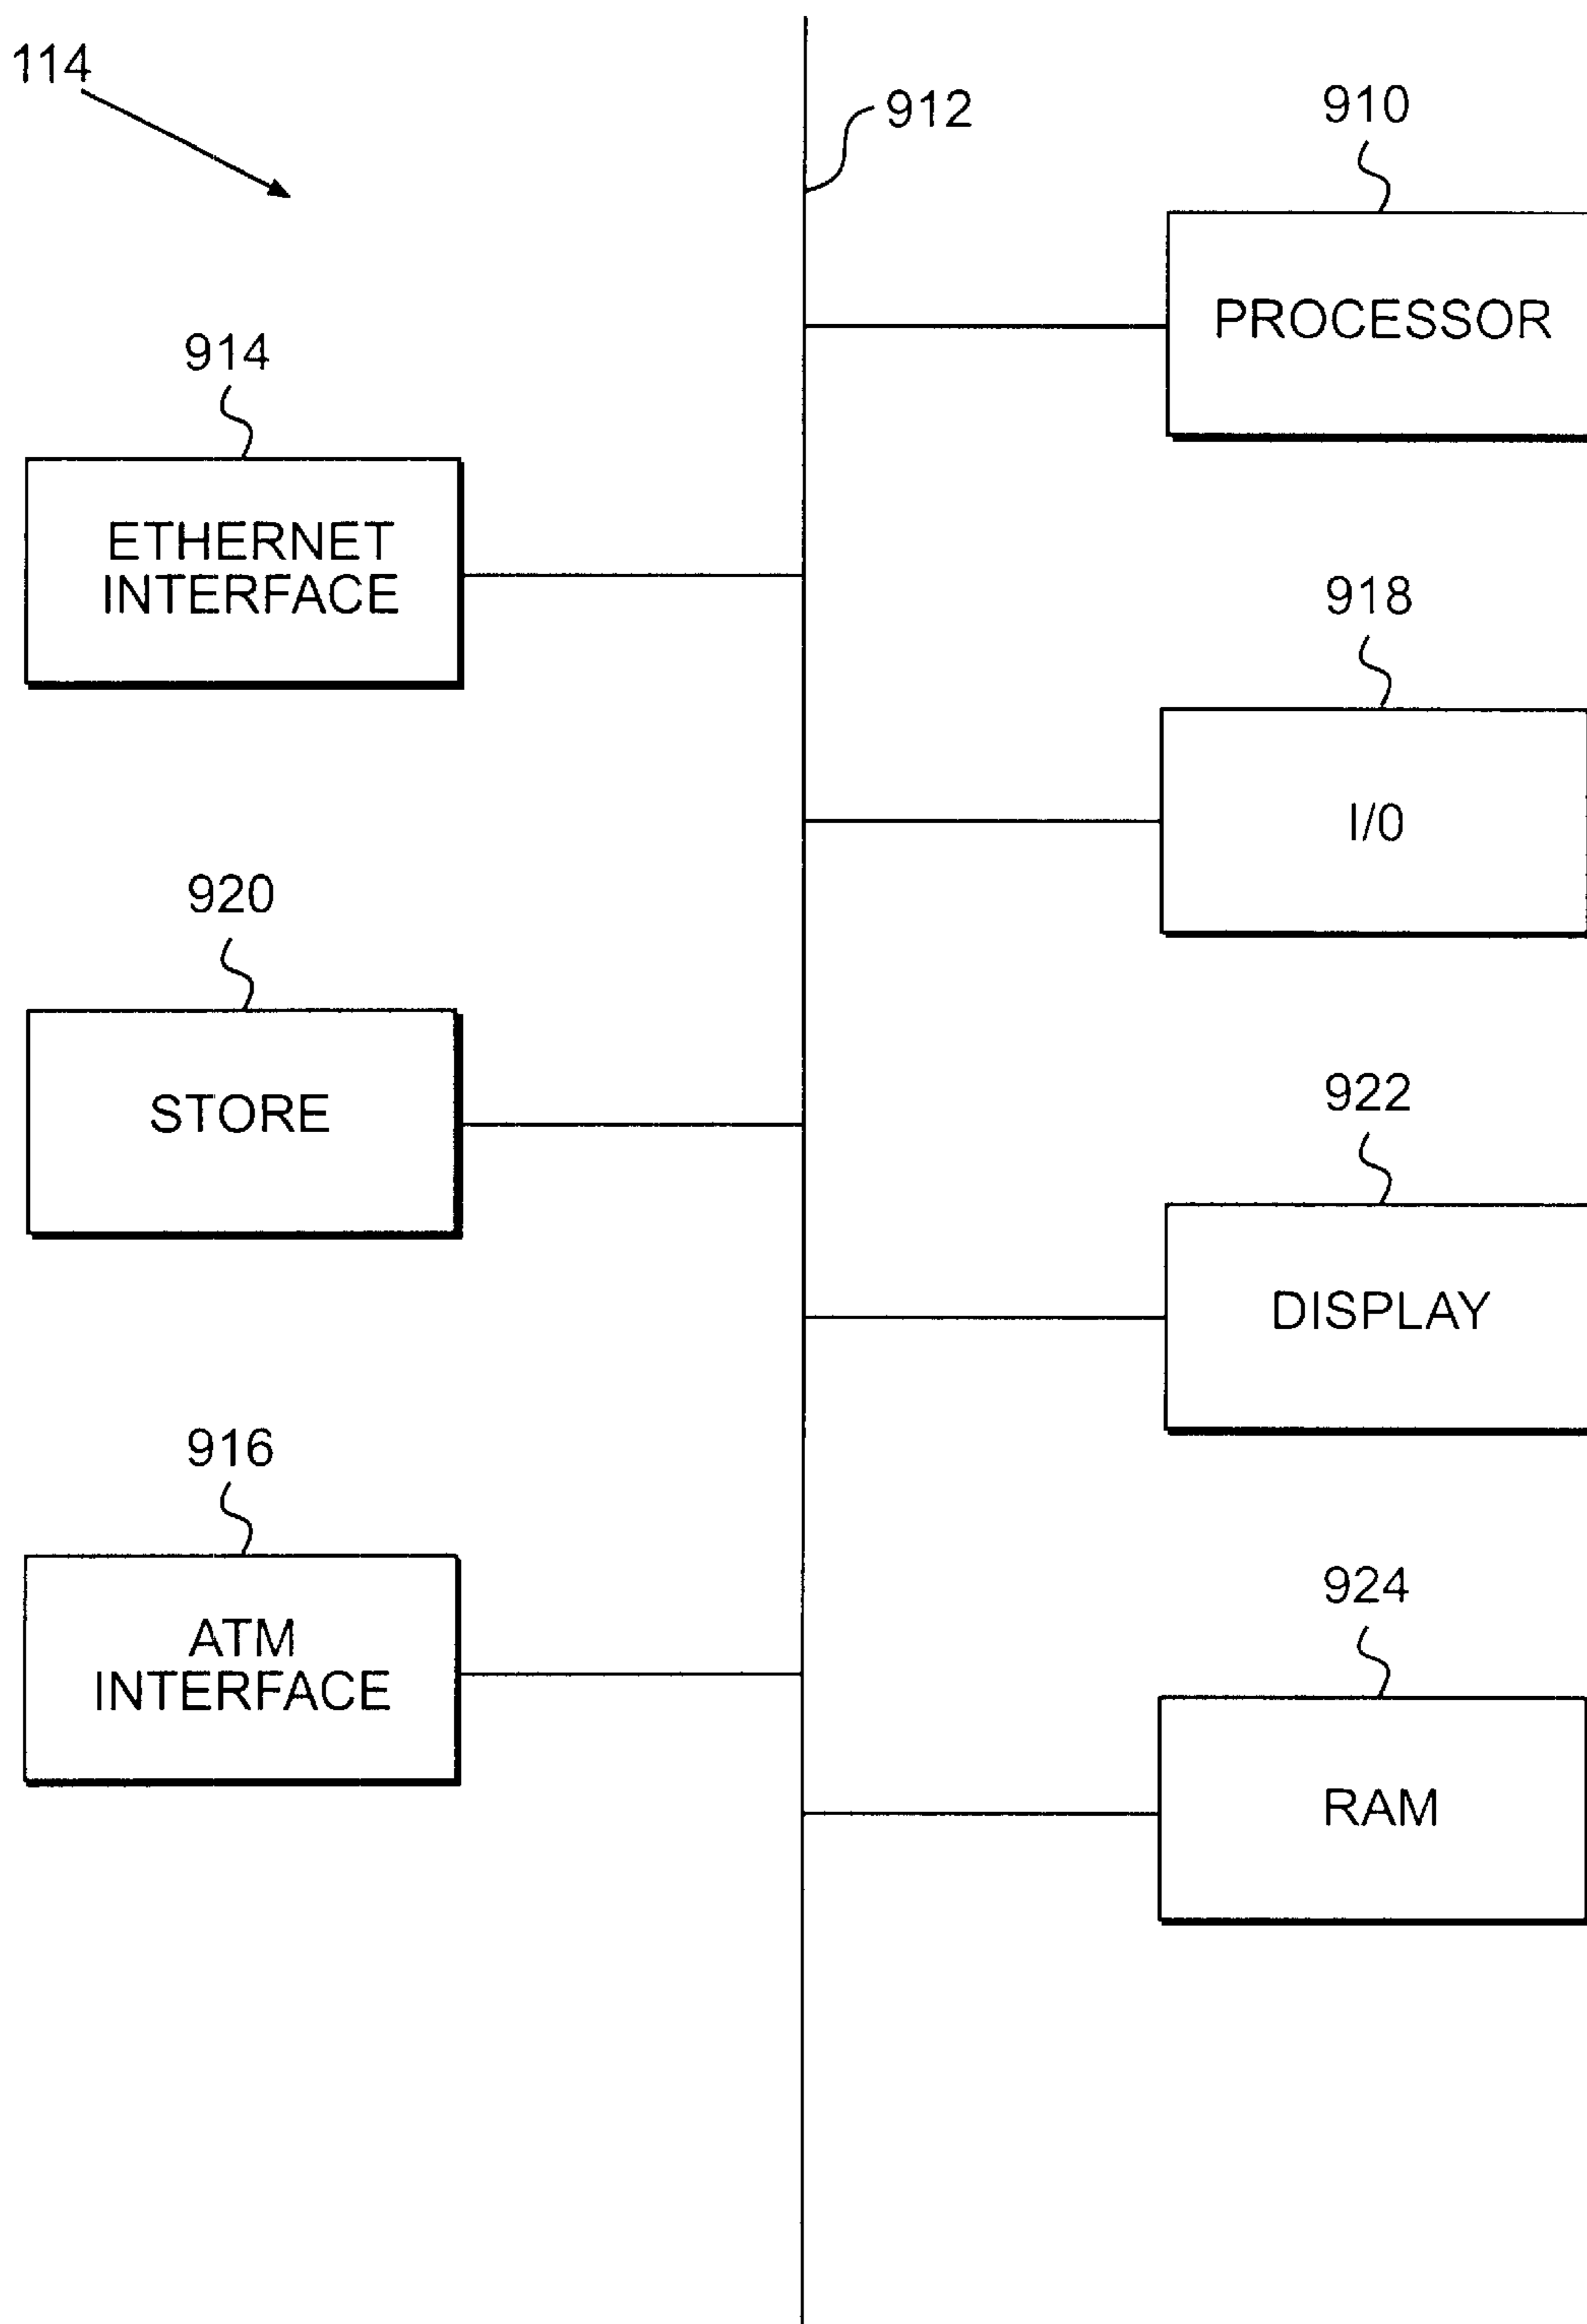 114
912
910
PROCESSOR
914
ETHERNET
INTERFACE
918
I/0
920
STORE
922
DISPLAY
916
ATM
INTERFACE
924
RAM